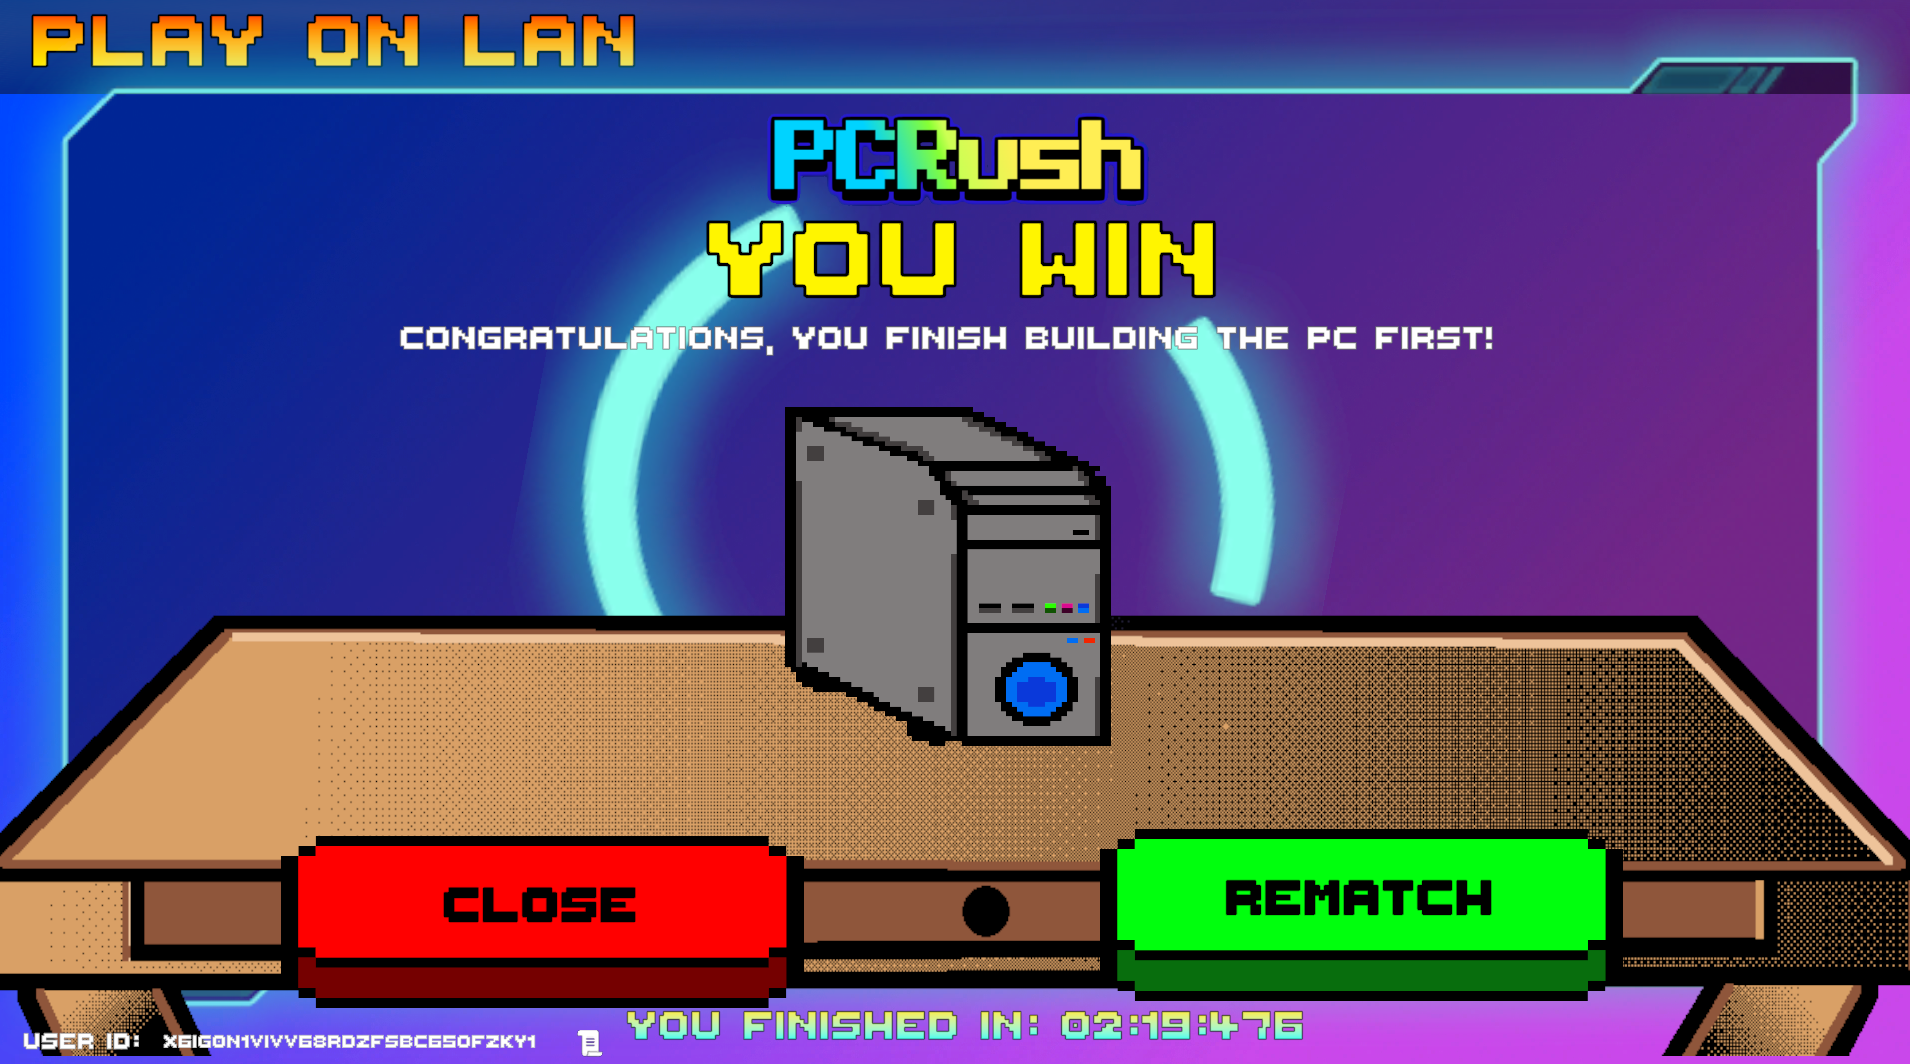 PLAY ON LAN
PCRush
YOU WIN
CONGRATULATIONS, YOU FINISH BUILDING THE PC FIRST!
CLOSE
REMATCH
YOU FINISHED IN: 02:19:476
USER ID: X6IGON1VIVVG8RDZFSBCG5OFZKY1